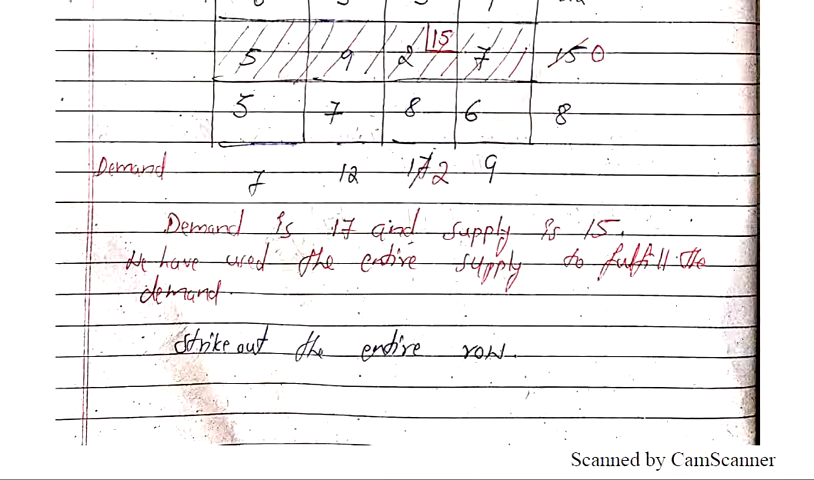 5 9 2 15 7 15 0
5 7 8 6 8
Demand 7 12 17 2 9
Demand is 17 and supply is 15.
We have used the entire supply to fulfill the
demand.
Strike out the entire row.
Scanned by CamScanner